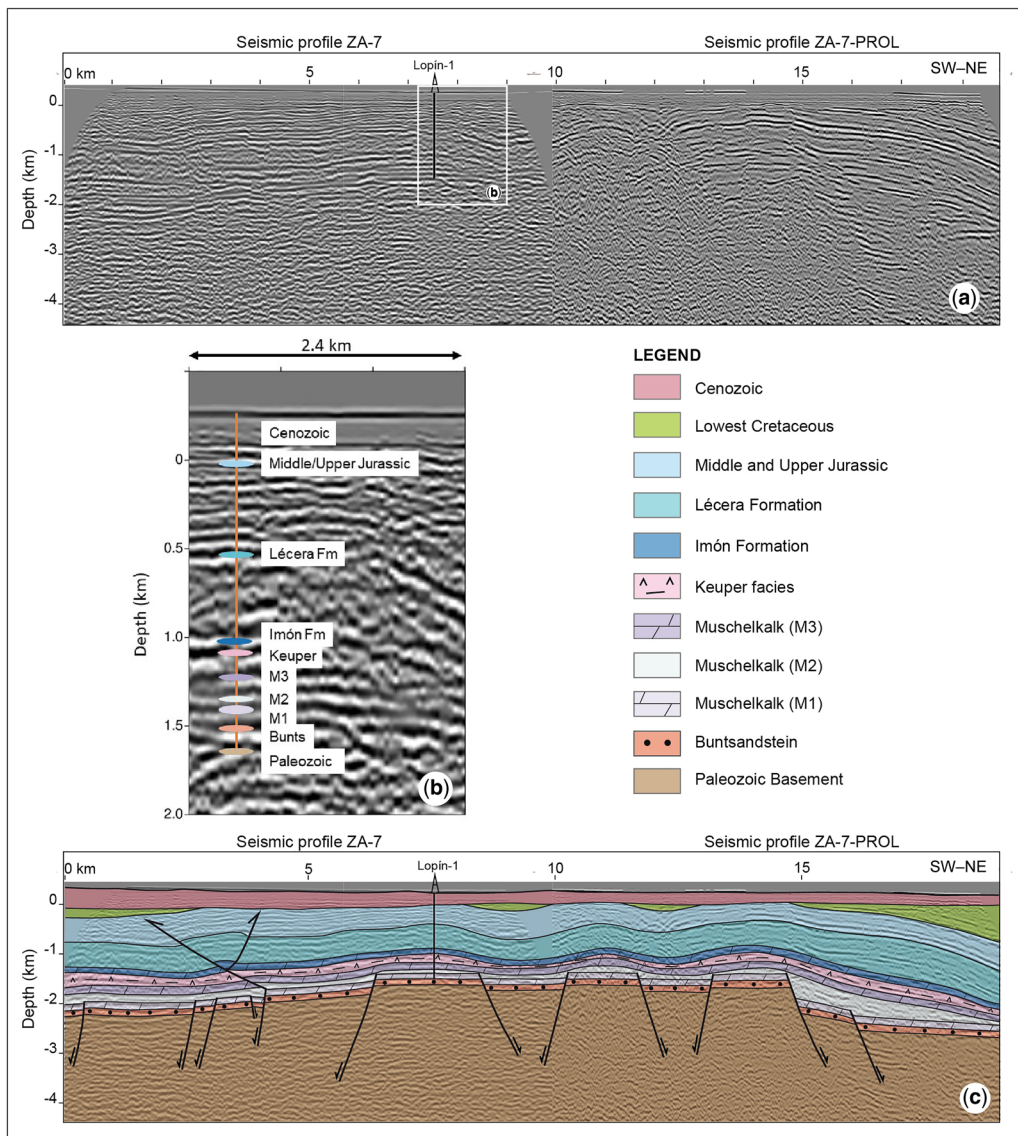 Seismic profile ZA-7 Seismic profile ZA-7-PROL
0 km 5 Lopín-1 10 15 SW–NE
Depth (km)
0
-1
-2
-3
-4
(b)
(a)
2.4 km
Depth (km)
0
0.5
1.0
1.5
2.0
Cenozoic
Middle/Upper Jurassic
Lécera Fm
Imón Fm
Keuper
M3
M2
M1
Bunts
Paleozoic
(b)
LEGEND
Cenozoic
Lowest Cretaceous
Middle and Upper Jurassic
Lécera Formation
Imón Formation
Keuper facies
Muschelkalk (M3)
Muschelkalk (M2)
Muschelkalk (M1)
Buntsandstein
Paleozoic Basement
Seismic profile ZA-7 Seismic profile ZA-7-PROL
0 km 5 Lopín-1 10 15 SW–NE
Depth (km)
0
-1
-2
-3
-4
(c)